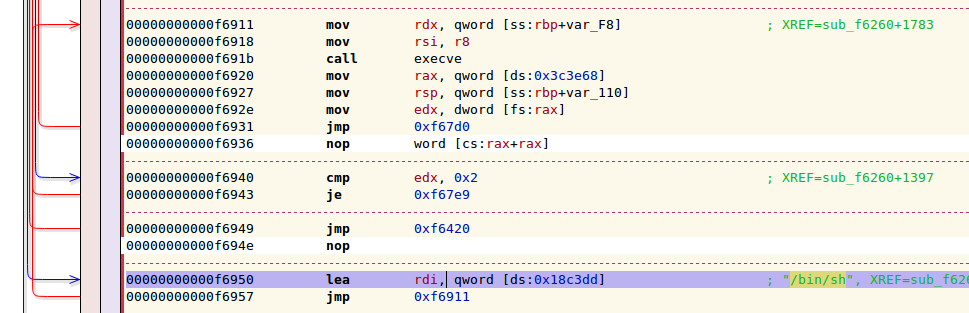 00000000000f6911 mov rdx, qword [ss:rbp+var_F8] ; XREF=sub_f6260+1783
00000000000f6918 mov rsi, r8
00000000000f691b call execve
00000000000f6920 mov rax, qword [ds:0x3c3e68]
00000000000f6927 mov rsp, qword [ss:rbp+var_110]
00000000000f692e mov edx, dword [fs:rax]
00000000000f6931 jmp 0xf67d0
00000000000f6936 nop word [cs:rax+rax]
00000000000f6940 cmp edx, 0x2 ; XREF=sub_f6260+1397
00000000000f6943 je 0xf67e9
00000000000f6949 jmp 0xf6420
00000000000f694e nop
00000000000f6950 lea rdi, qword [ds:0x18c3dd] ; "/bin/sh", XREF=sub_f626
00000000000f6957 jmp 0xf6911